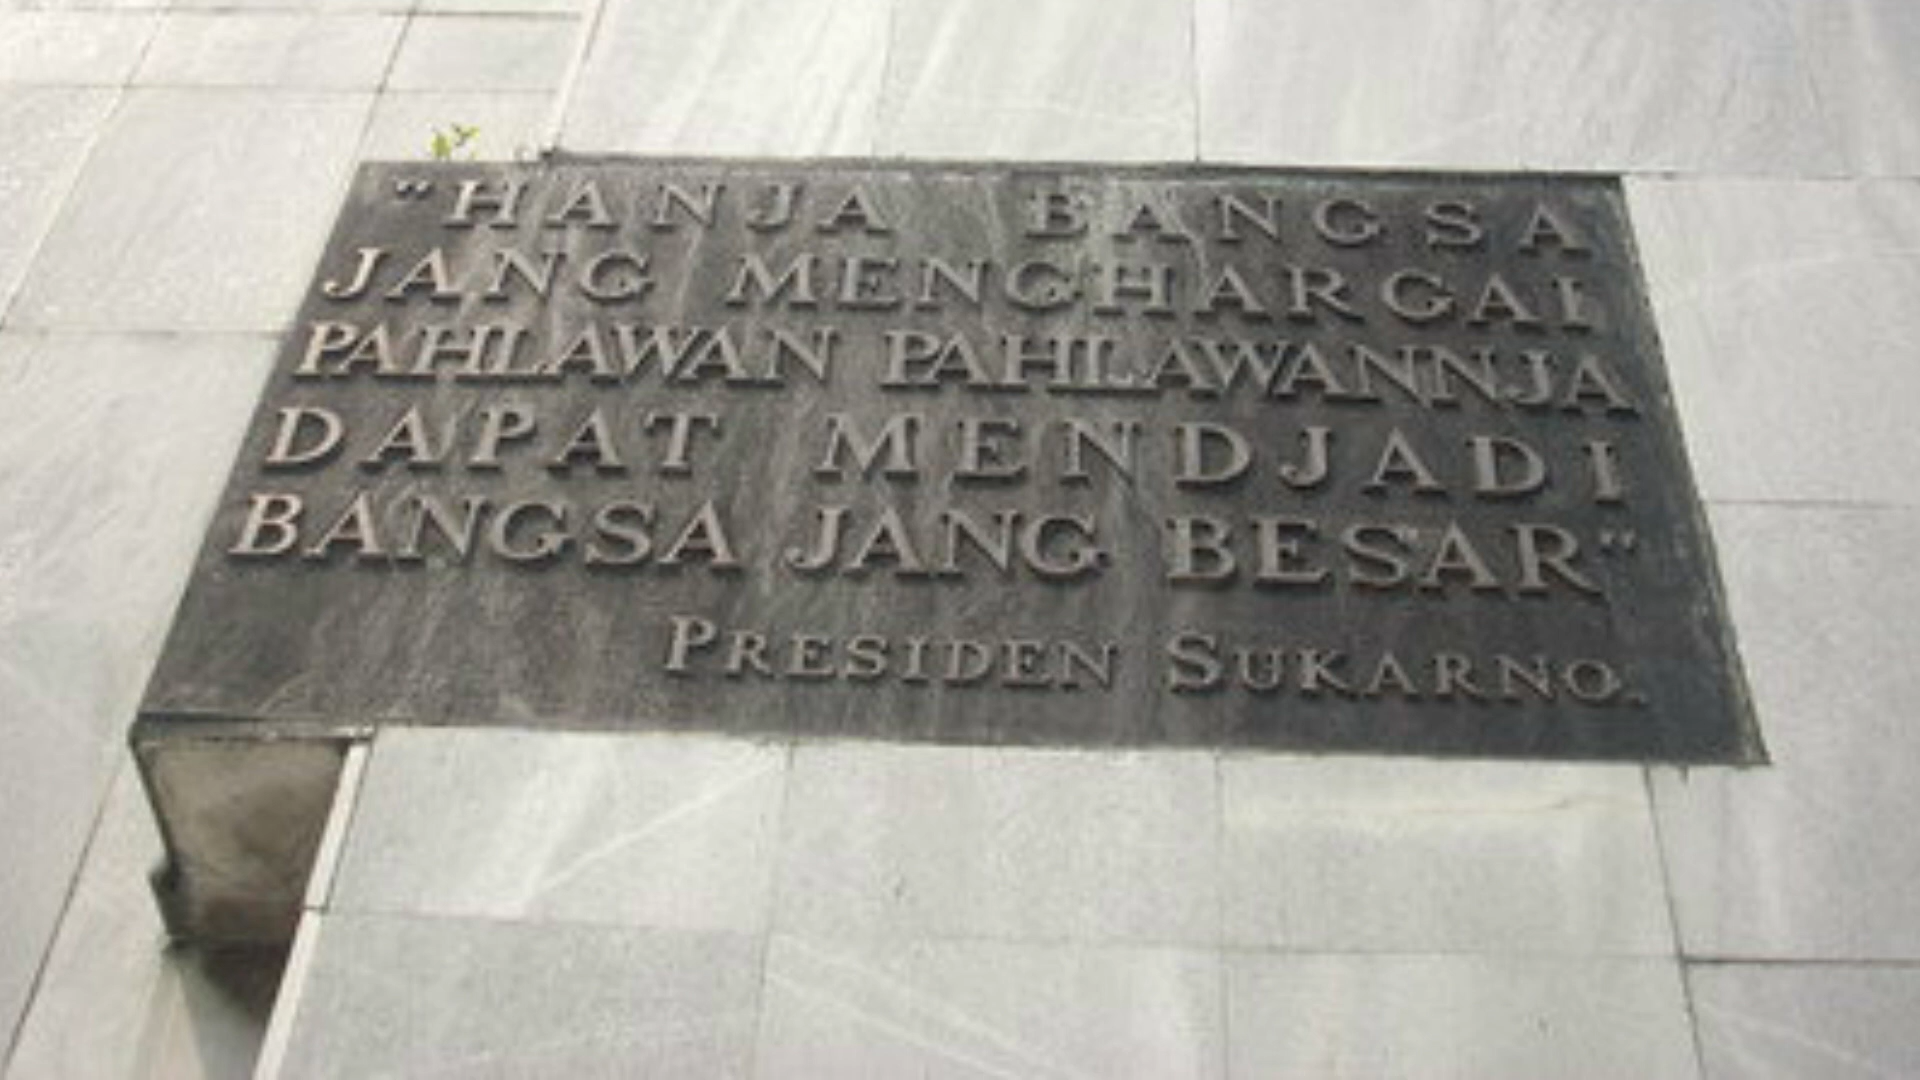 "HANJA BANGSA
JANG MENGHARGAI
PAHLAWAN PAHLAWANNJA
DAPAT MENDJADI
BANGSA JANG BESAR"
PRESIDEN SUKARNO.